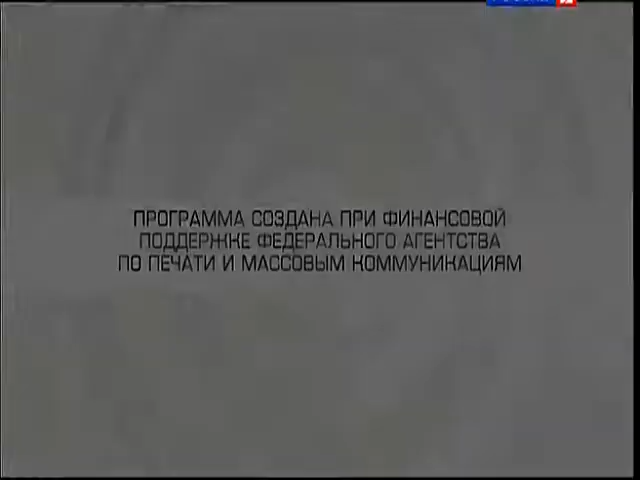 ПРОГРАММА СОЗДАНА ПРИ ФИНАНСОВОЙ
ПОДДЕРЖКЕ ФЕДЕРАЛЬНОГО АГЕНТСТВА
ПО ПЕЧАТИ И МАССОВЫМ КОММУНИКАЦИЯМ